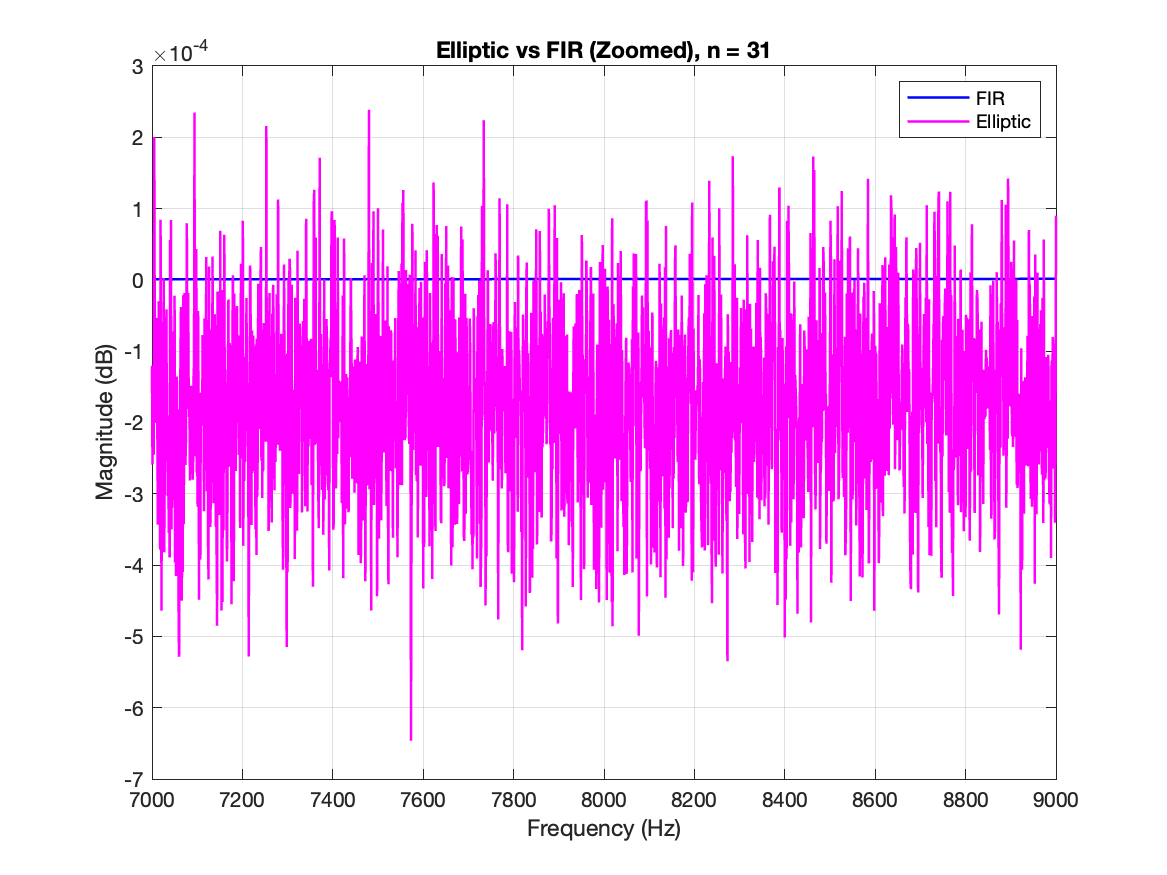 Elliptic vs FIR (Zoomed), n = 31
×10⁻⁴
3
2
1
0
-1
-2
-3
-4
-5
-6
-7
Magnitude (dB)
FIR
Elliptic
7000 7200 7400 7600 7800 8000 8200 8400 8600 8800 9000
Frequency (Hz)